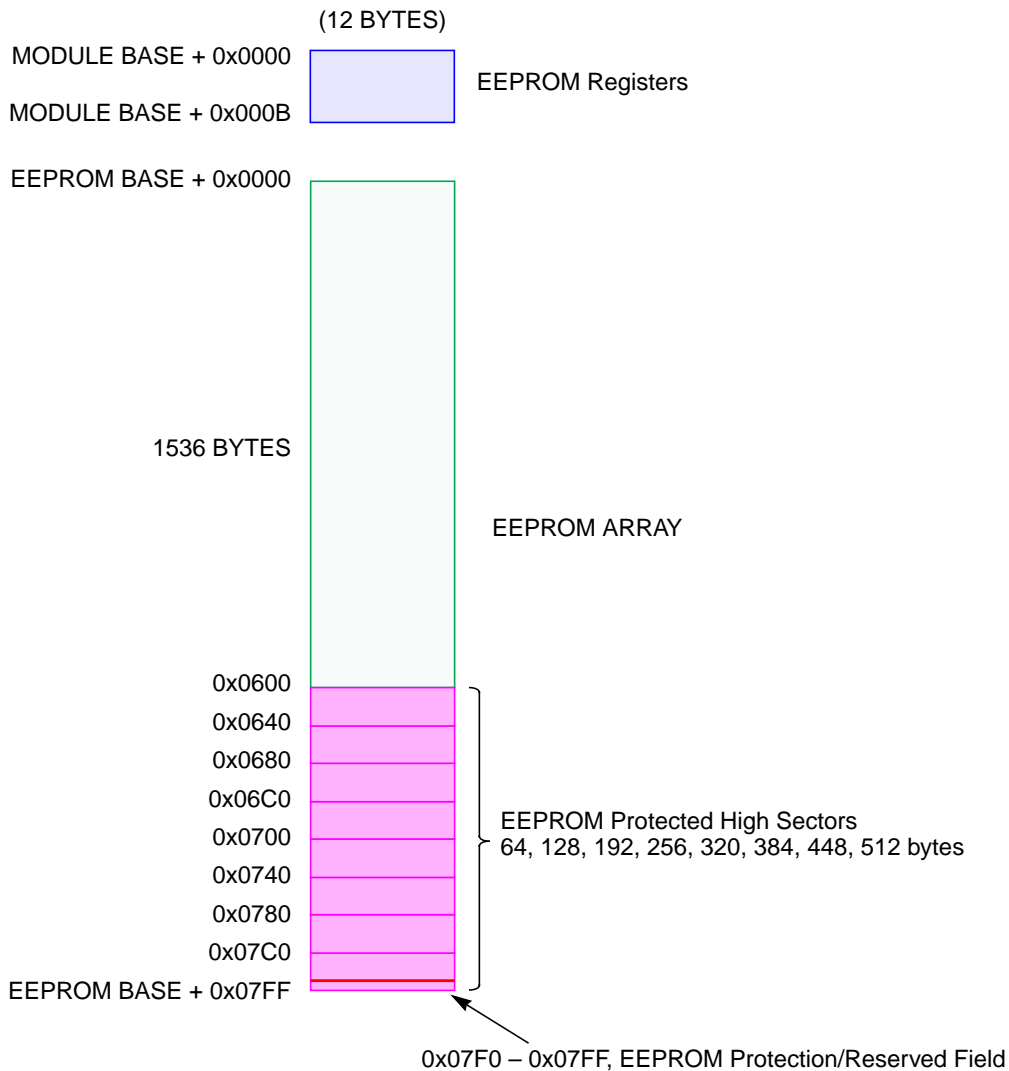 (12 BYTES)
MODULE BASE + 0x0000
EEPROM Registers
MODULE BASE + 0x000B
EEPROM BASE + 0x0000
1536 BYTES
EEPROM ARRAY
0x0600
0x0640
0x0680
0x06C0
0x0700
0x0740
0x0780
0x07C0
EEPROM Protected High Sectors
64, 128, 192, 256, 320, 384, 448, 512 bytes
EEPROM BASE + 0x07FF
0x07F0 – 0x07FF, EEPROM Protection/Reserved Field